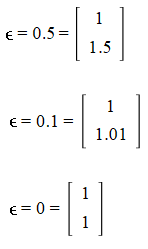 ϵ = 0.5 = [ 1
1.5 ]
ϵ = 0.1 = [ 1
1.01 ]
ϵ = 0 = [ 1
1 ]